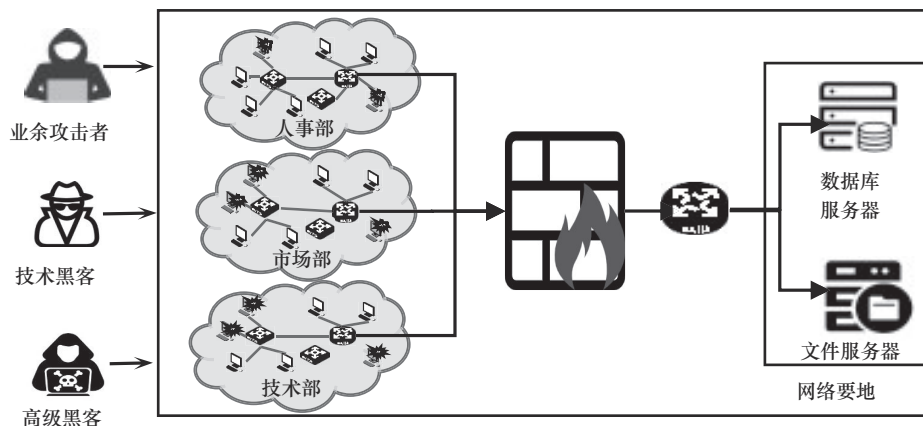 业余攻击者
人事部
数据库
服务器
技术黑客
市场部
文件服务器
高级黑客
技术部
网络要地